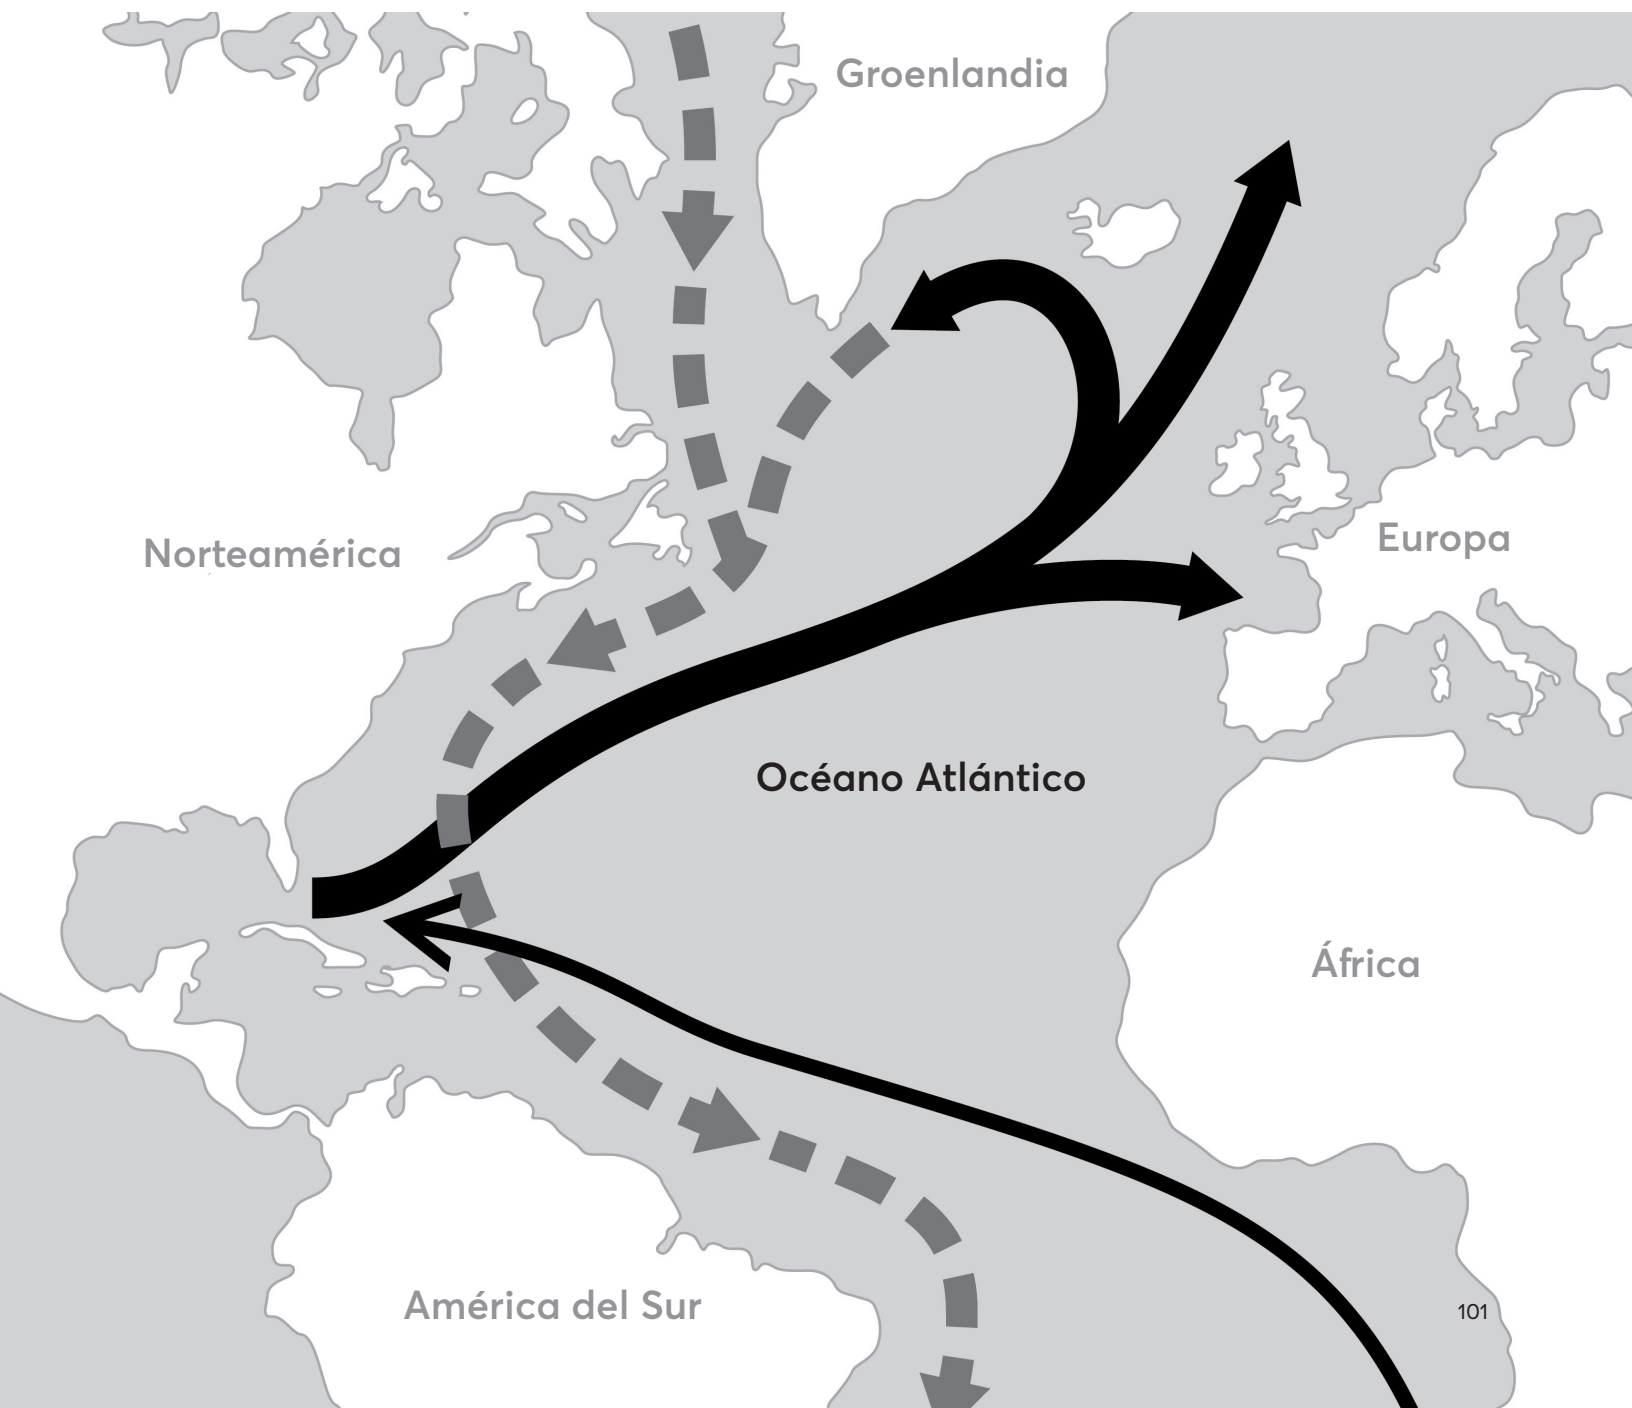 Groenlandia
Norteamérica
Europa
Océano Atlántico
África
América del Sur
101